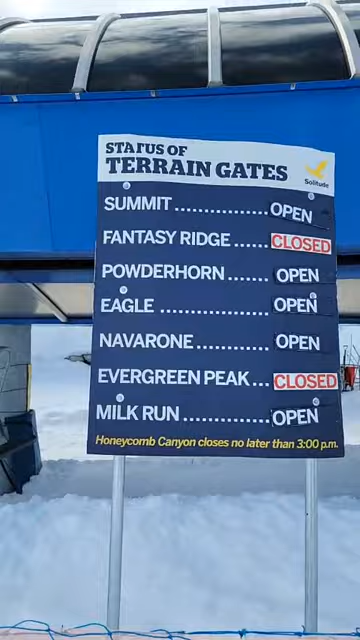 STATUS OF
TERRAIN GATES
Solitude
SUMMIT..............OPEN
FANTASY RIDGE......CLOSED
POWDERHORN........OPEN
EAGLE.................OPEN
NAVARONE...........OPEN
EVERGREEN PEAK...CLOSED
MILK RUN.............OPEN
Honeycomb Canyon closes no later than 3:00 p.m.